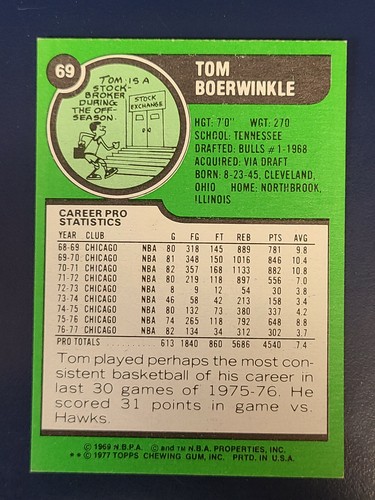 69
TOM IS A
STOCK-
BROKER
DURING
THE OFF-
SEASON.
STOCK
EXCHANGE
TOM
BOERWINKLE
HGT: 7'0" WGT: 270
SCHOOL: TENNESSEE
DRAFTED: BULLS #1-1968
ACQUIRED: VIA DRAFT
BORN: 8-23-45, CLEVELAND,
OHIO HOME: NORTHBROOK,
ILLINOIS
CAREER PRO
STATISTICS
YEAR CLUB G FG FT REB PTS AVG
68-69 CHICAGO NBA 80 318 145 889 781 9.8
69-70 CHICAGO NBA 81 348 150 1016 846 10.4
70-71 CHICAGO NBA 82 357 168 1133 882 10.8
71-72 CHICAGO NBA 80 219 118 897 556 7.0
72-73 CHICAGO NBA 8 9 12 54 30 3.8
73-74 CHICAGO NBA 46 58 42 213 158 3.4
74-75 CHICAGO NBA 80 132 73 380 337 4.2
75-76 CHICAGO NBA 74 265 118 792 648 8.8
76-77 CHICAGO NBA 82 134 34 312 302 3.7
PRO TOTALS 613 1840 860 5686 4540 7.4
Tom played perhaps the most con-
sistent basketball of his career in
last 30 games of 1975-76. He
scored 31 points in game vs.
Hawks.
© 1969 N.B.P.A. © and ™ N.B.A. PROPERTIES, INC.
** © 1977 TOPPS CHEWING GUM, INC. PRTD. IN U.S.A.